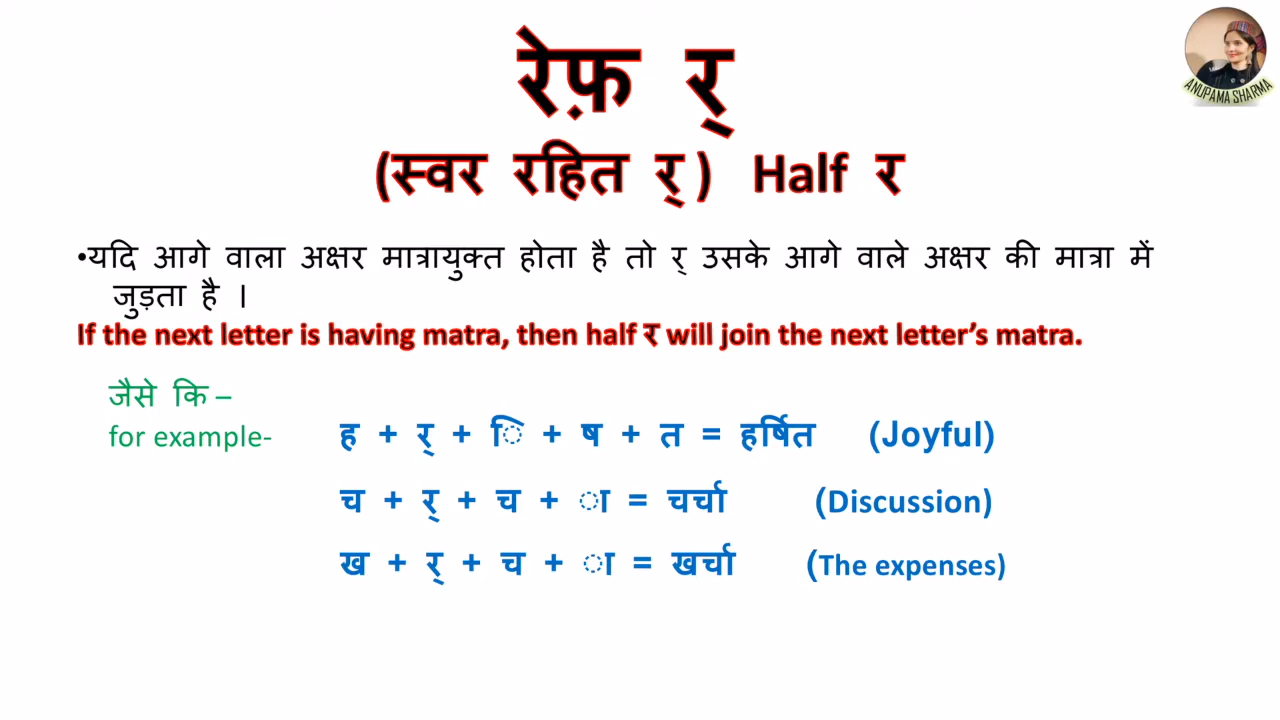 रेफ़ र्
ANUPAMA SHARMA
(स्वर रहित र् ) Half र
•यदि आगे वाला अक्षर मात्रायुक्त होता है तो र् उसके आगे वाले अक्षर की मात्रा में
जुड़ता है ।
If the next letter is having matra, then half र will join the next letter’s matra.
जैसे कि –
for example-
ह + र् + ि + ष + त = हर्षित (Joyful)
च + र् + च + ा = चर्चा (Discussion)
ख + र् + च + ा = खर्चा (The expenses)